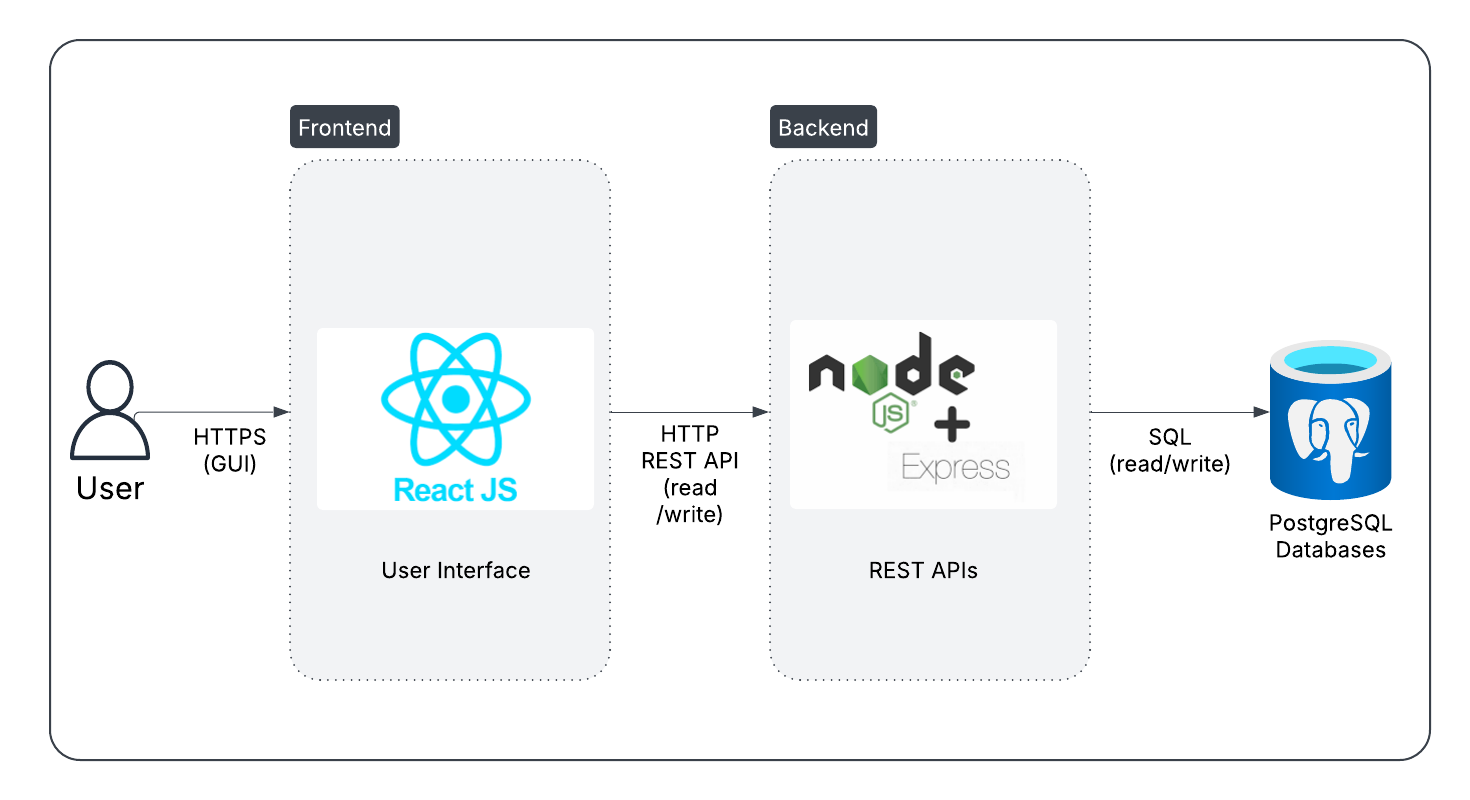 Frontend
Backend
User
HTTPS
(GUI)
React JS
User Interface
HTTP
REST API
(read
/write)
node
JS
®
+
Express
REST APIs
SQL
(read/write)
PostgreSQL
Databases